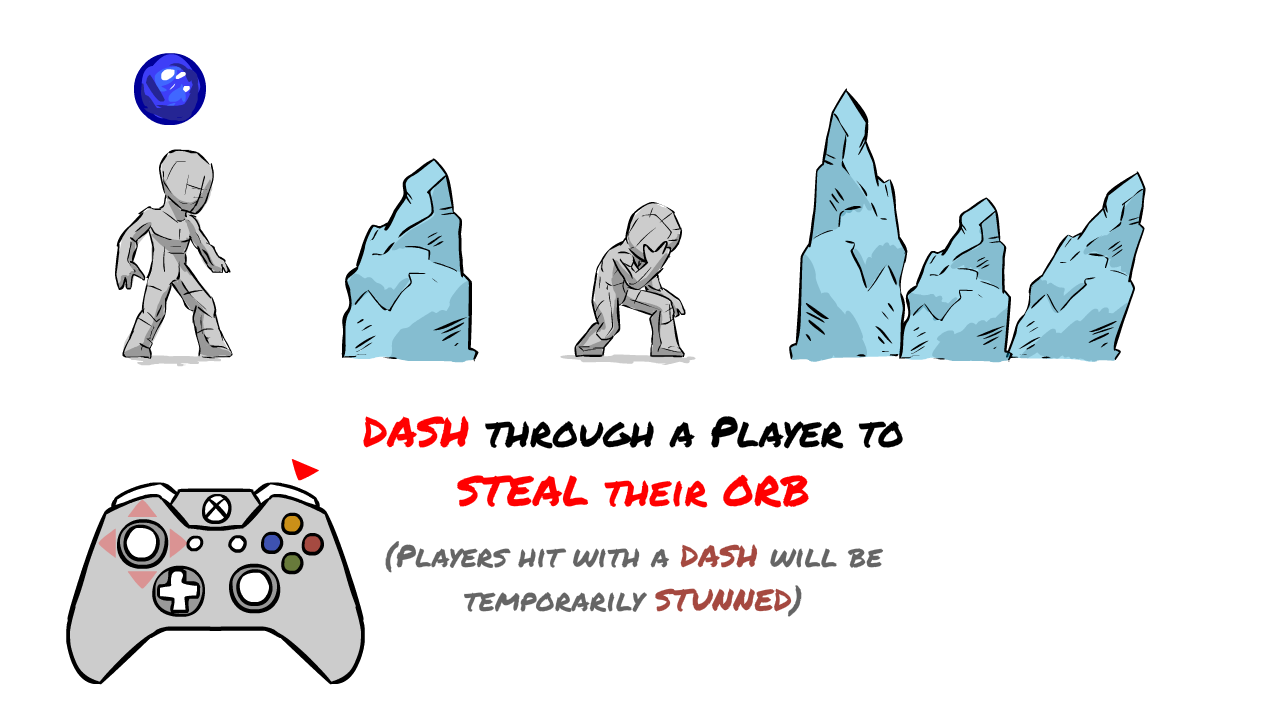 DASH THROUGH A PLAYER TO
STEAL THEIR ORB
(PLAYERS HIT WITH A DASH WILL BE
TEMPORARILY STUNNED)